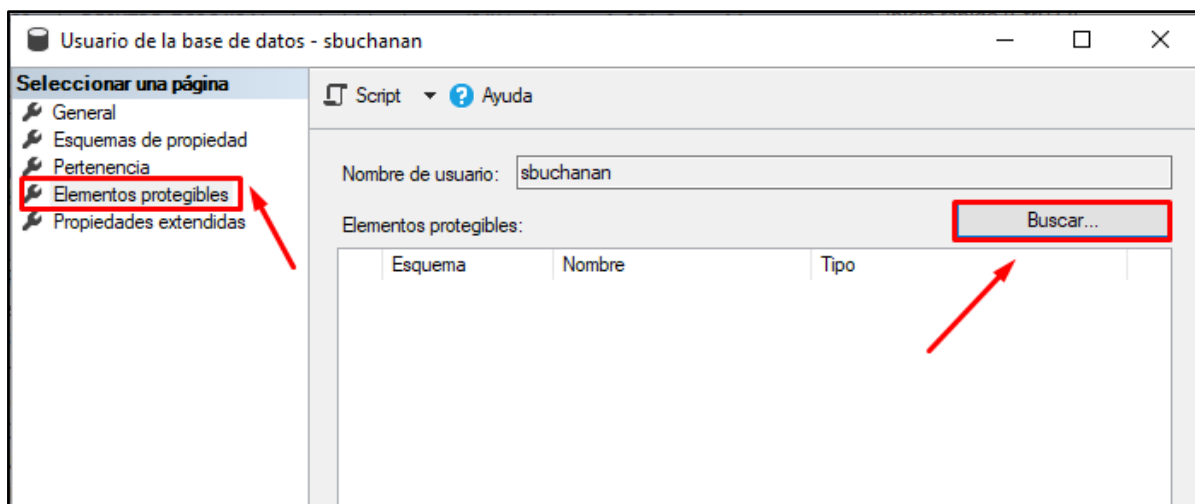 Usuario de la base de datos - sbuchanan
Seleccionar una página
General
Esquemas de propiedad
Pertenencia
Elementos protegibles
Propiedades extendidas
Script
Ayuda
Nombre de usuario: sbuchanan
Elementos protegibles:
Buscar...
Esquema Nombre Tipo